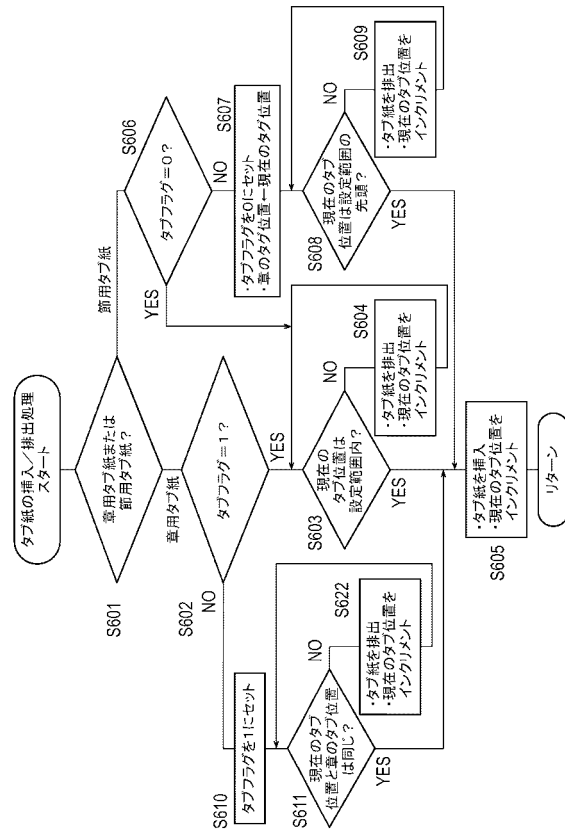 タブ紙の挿入／排出処理
スタート
章用タブ紙または
節用タブ紙？
S601
章用タブ紙
節用タブ紙
タブフラグ＝1？
S602
YES
NO
タブフラグ＝0？
S606
YES
NO
・タブフラグを0にセット
・章のタグ位置←現在のタグ位置
S607
現在のタブ
位置は設定範囲の
先頭？
S608
NO
YES
・タブ紙を排出
・現在のタブ位置を
インクリメント
S609
現在の
タブ位置は
設定範囲内？
S603
NO
YES
・タブ紙を排出
・現在のタブ位置を
インクリメント
S604
タブフラグを1にセット
S610
現在のタブ
位置と章のタブ位置
は同じ？
S611
NO
YES
・タブ紙を排出
・現在のタブ位置を
インクリメント
S622
・タブ紙を挿入
・現在のタブ位置を
インクリメント
S605
リターン